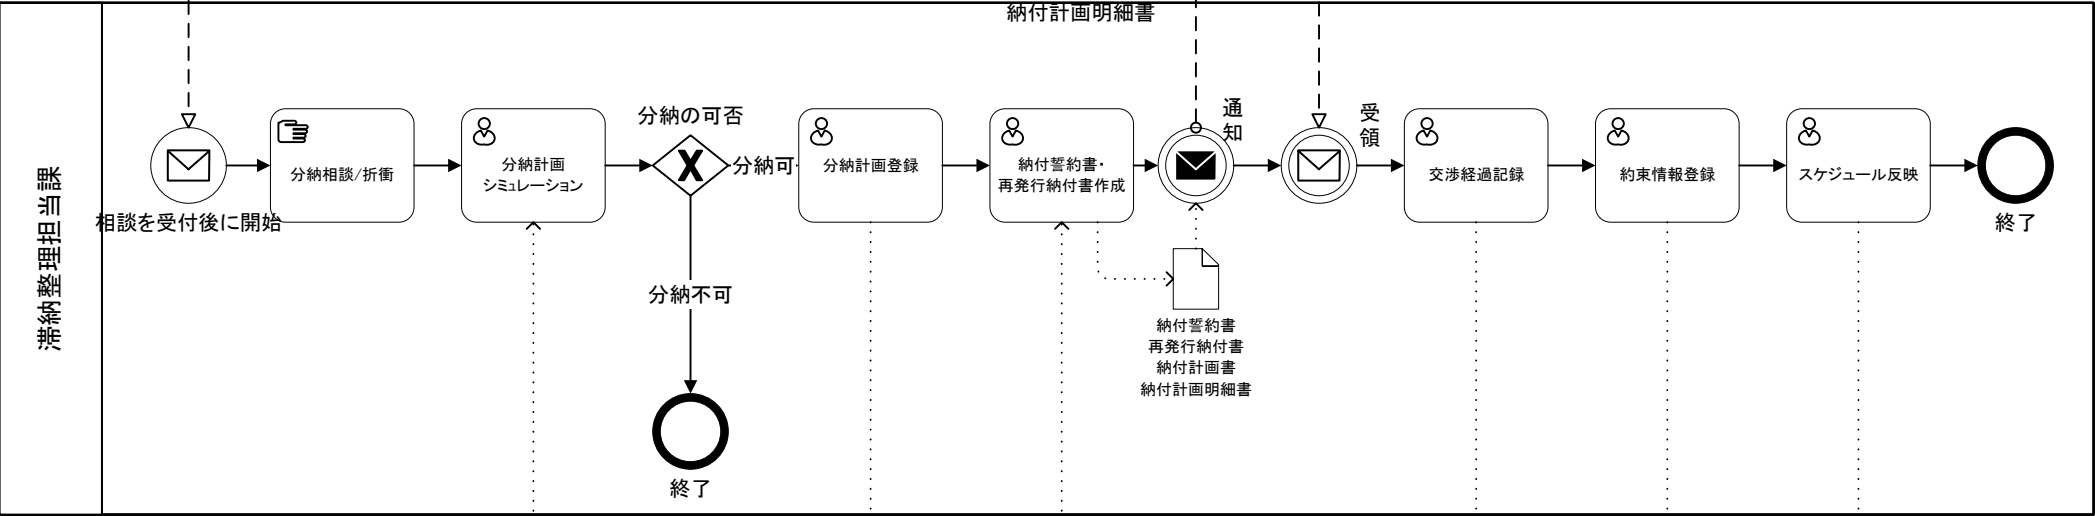 納付計画明細書
滞納整理担当課
相談を受付後に開始
分納相談/折衝
分納計画
シミュレーション
分納の可否
分納可
分納不可
終了
分納計画登録
納付誓約書・
再発行納付書作成
通知
納付誓約書
再発行納付書
納付計画書
納付計画明細書
受領
交渉経過記録
約束情報登録
スケジュール反映
終了